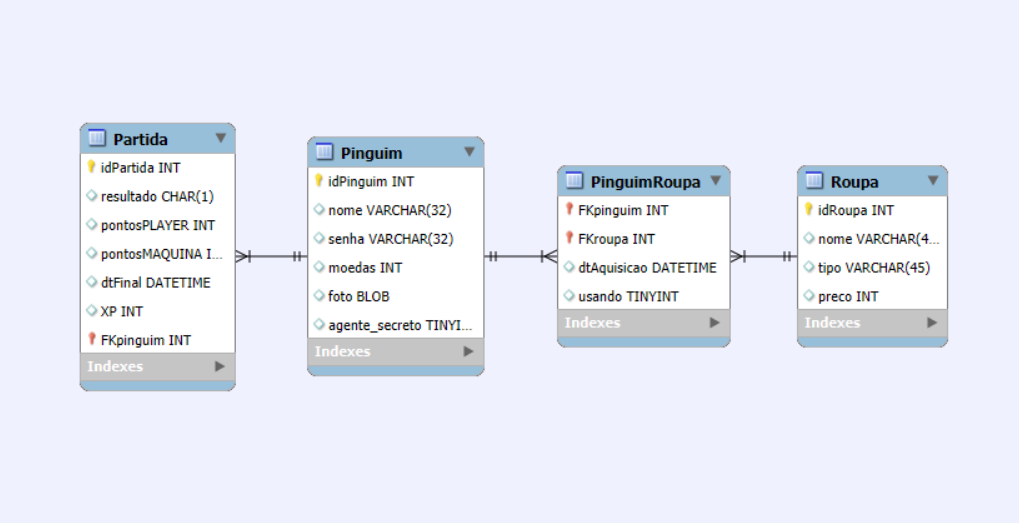 Partida
idPartida INT
resultado CHAR(1)
pontosPLAYER INT
pontosMAQUINA I...
dtFinal DATETIME
XP INT
FKpinguim INT
Indexes
Pinguim
idPinguim INT
nome VARCHAR(32)
senha VARCHAR(32)
moedas INT
foto BLOB
agente_secreto TINYI...
Indexes
PinguimRoupa
FKpinguim INT
FKroupa INT
dtAquisicao DATETIME
usando TINYINT
Indexes
Roupa
idRoupa INT
nome VARCHAR(4...
tipo VARCHAR(45)
preco INT
Indexes